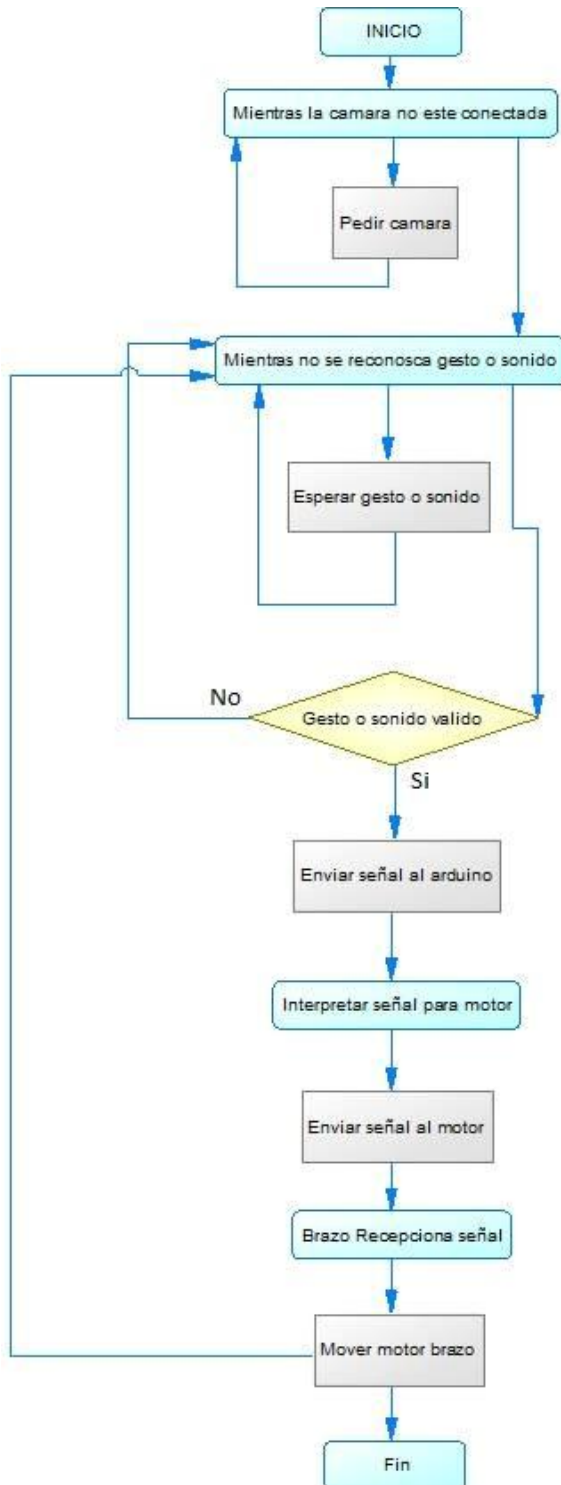 INICIO
Mientras la camara no este conectada
Pedir camara
Mientras no se reconosca gesto o sonido
Esperar gesto o sonido
No
Gesto o sonido valido
Si
Enviar señal al arduino
Interpretar señal para motor
Enviar señal al motor
Brazo Recepciona señal
Mover motor brazo
Fin